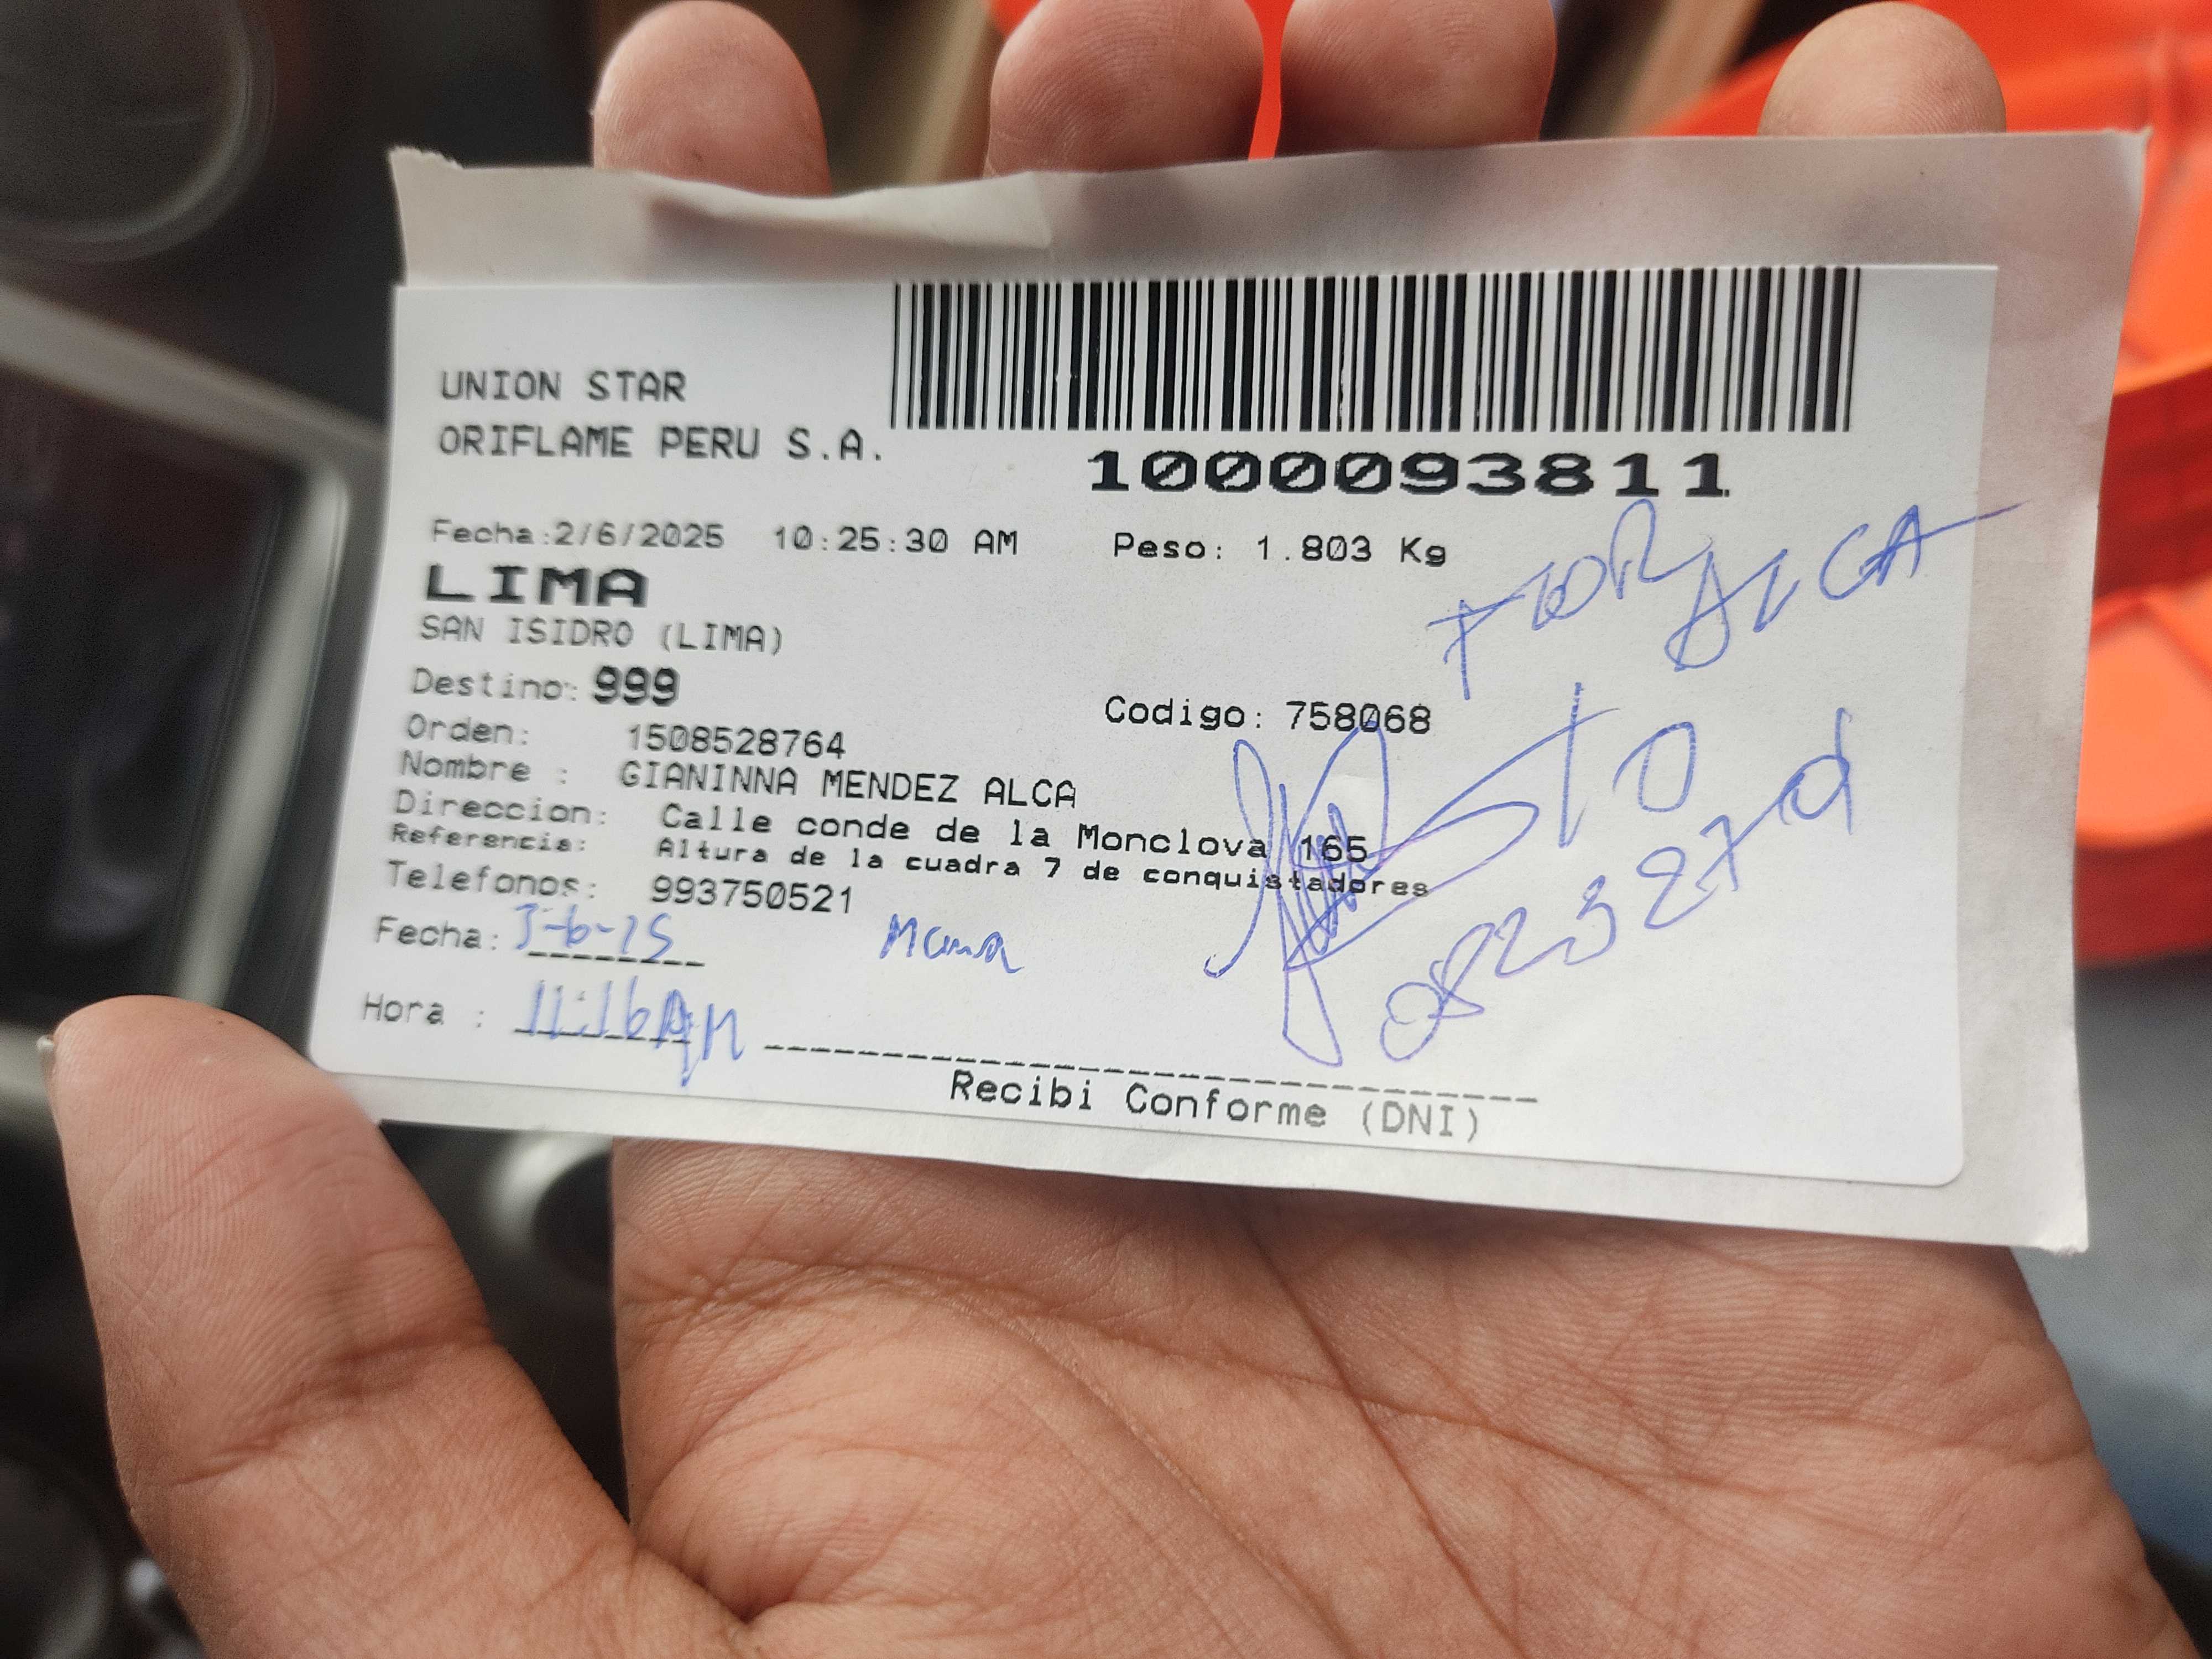 UNION STAR
ORIFLAME PERU S.A.
1000093811
Fecha:2/6/2025 10:25:30 AM Peso: 1.803 Kg
LIMA
SAN ISIDRO (LIMA)
Destino: 999
Codigo: 758068
Orden: 1508528764
Nombre : GIANINNA MENDEZ ALCA
Direccion: Calle conde de la Monclova 165
Referencia: Altura de la cuadra 7 de conquistadores
Telefonos: 993750521
Fecha: 3-6-25
Hora : 11:16 AM
Recibi Conforme (DNI)
ALCA